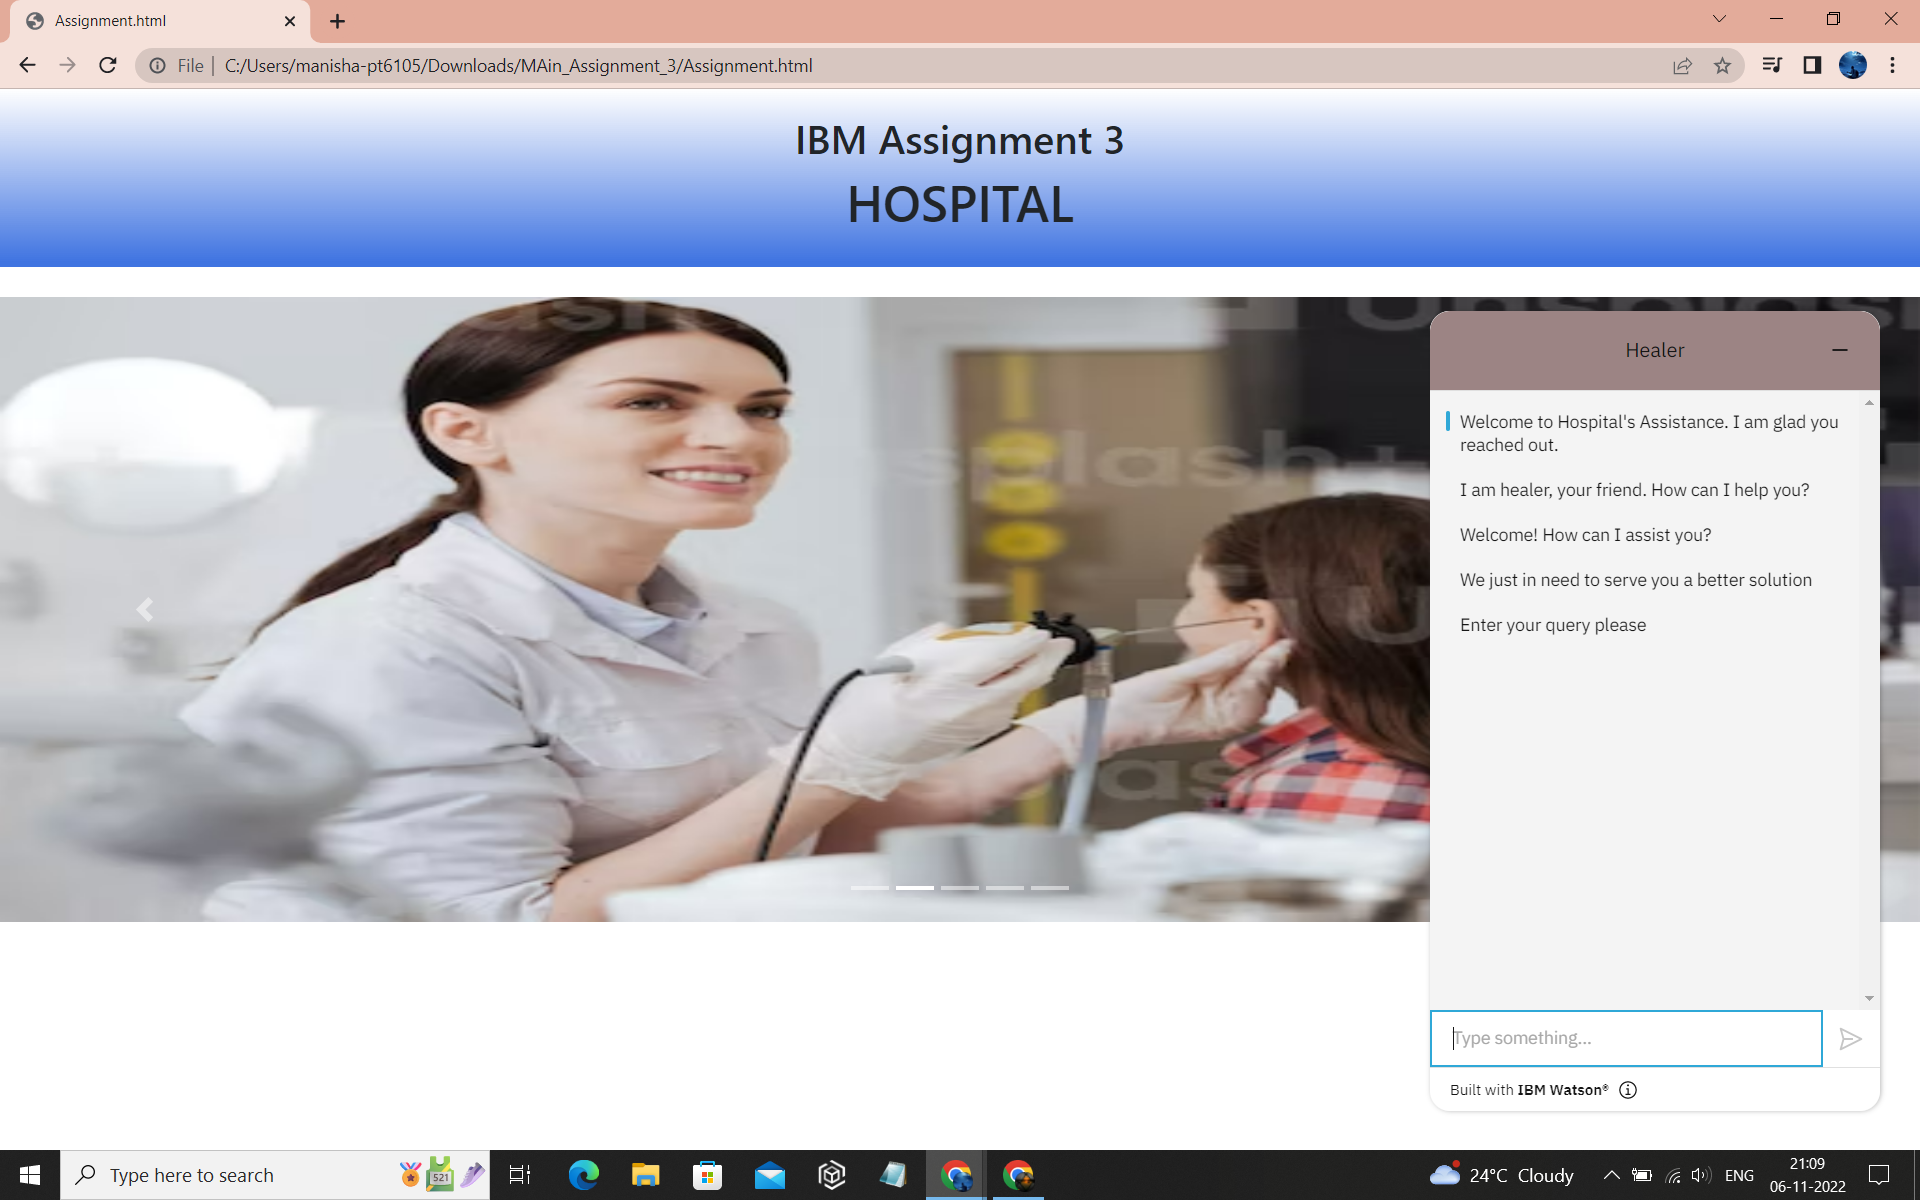 Assignment.html
File
C:/Users/manisha-pt6105/Downloads/MAin_Assignment_3/Assignment.html
IBM Assignment 3
HOSPITAL
Healer
Welcome to Hospital's Assistance. I am glad you
reached out.
I am healer, your friend. How can I help you?
Welcome! How can I assist you?
We just in need to serve you a better solution
Enter your query please
Type something...
Built with IBM Watson®
Type here to search
521
24°C Cloudy
ENG
21:09
06-11-2022